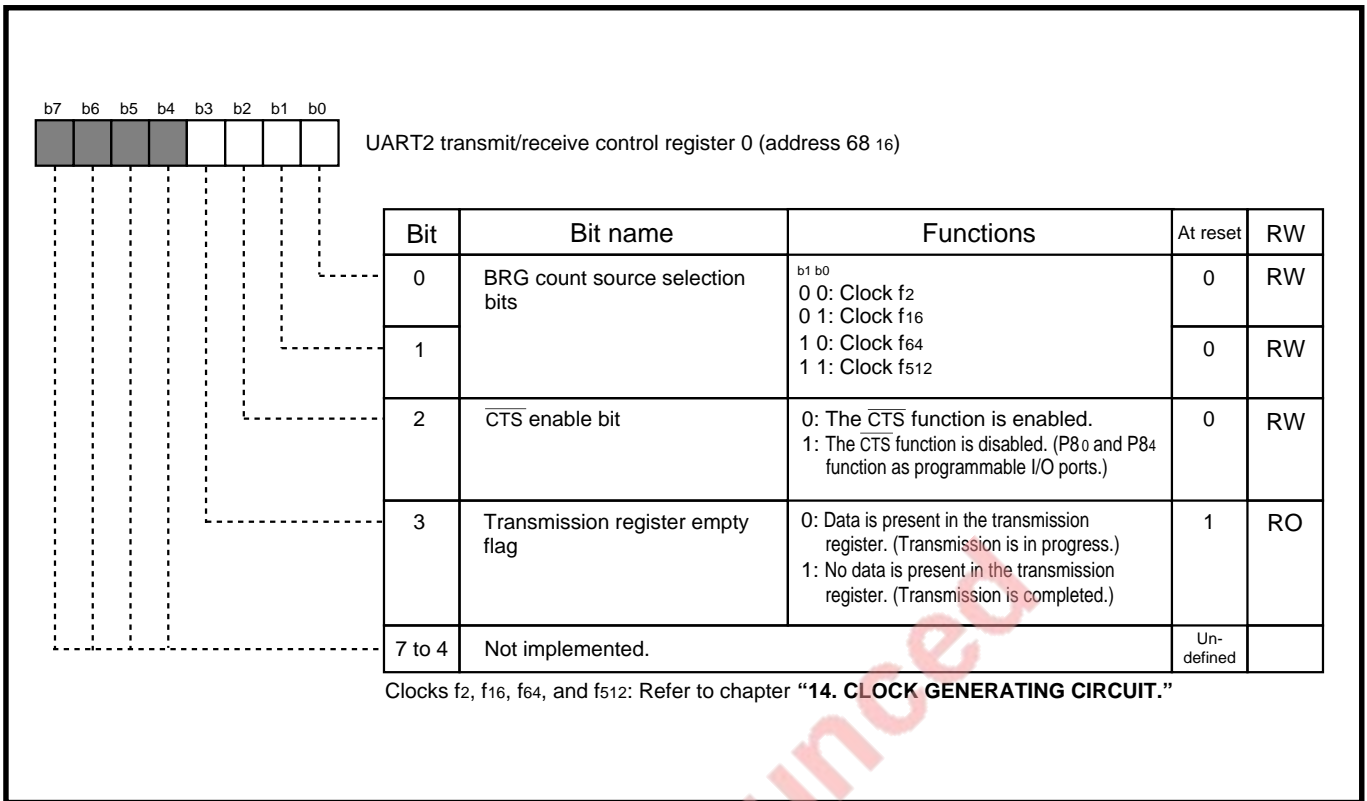 b7 b6 b5 b4 b3 b2 b1 b0
UART2 transmit/receive control register 0 (address 68 16)
Bit Bit name Functions At reset RW
0 BRG count source selection bits
b1 b0
0 0: Clock f2
0 1: Clock f16
0 RW
1
1 0: Clock f64
1 1: Clock f512
0 RW
2 CTS enable bit
0: The CTS function is enabled.
1: The CTS function is disabled. (P80 and P84
function as programmable I/O ports.)
0 RW
3 Transmission register empty
flag
0: Data is present in the transmission
register. (Transmission is in progress.)
1: No data is present in the transmission
register. (Transmission is completed.)
1 RO
7 to 4 Not implemented.
Un-
defined
Clocks f2, f16, f64, and f512: Refer to chapter “14. CLOCK GENERATING CIRCUIT.”